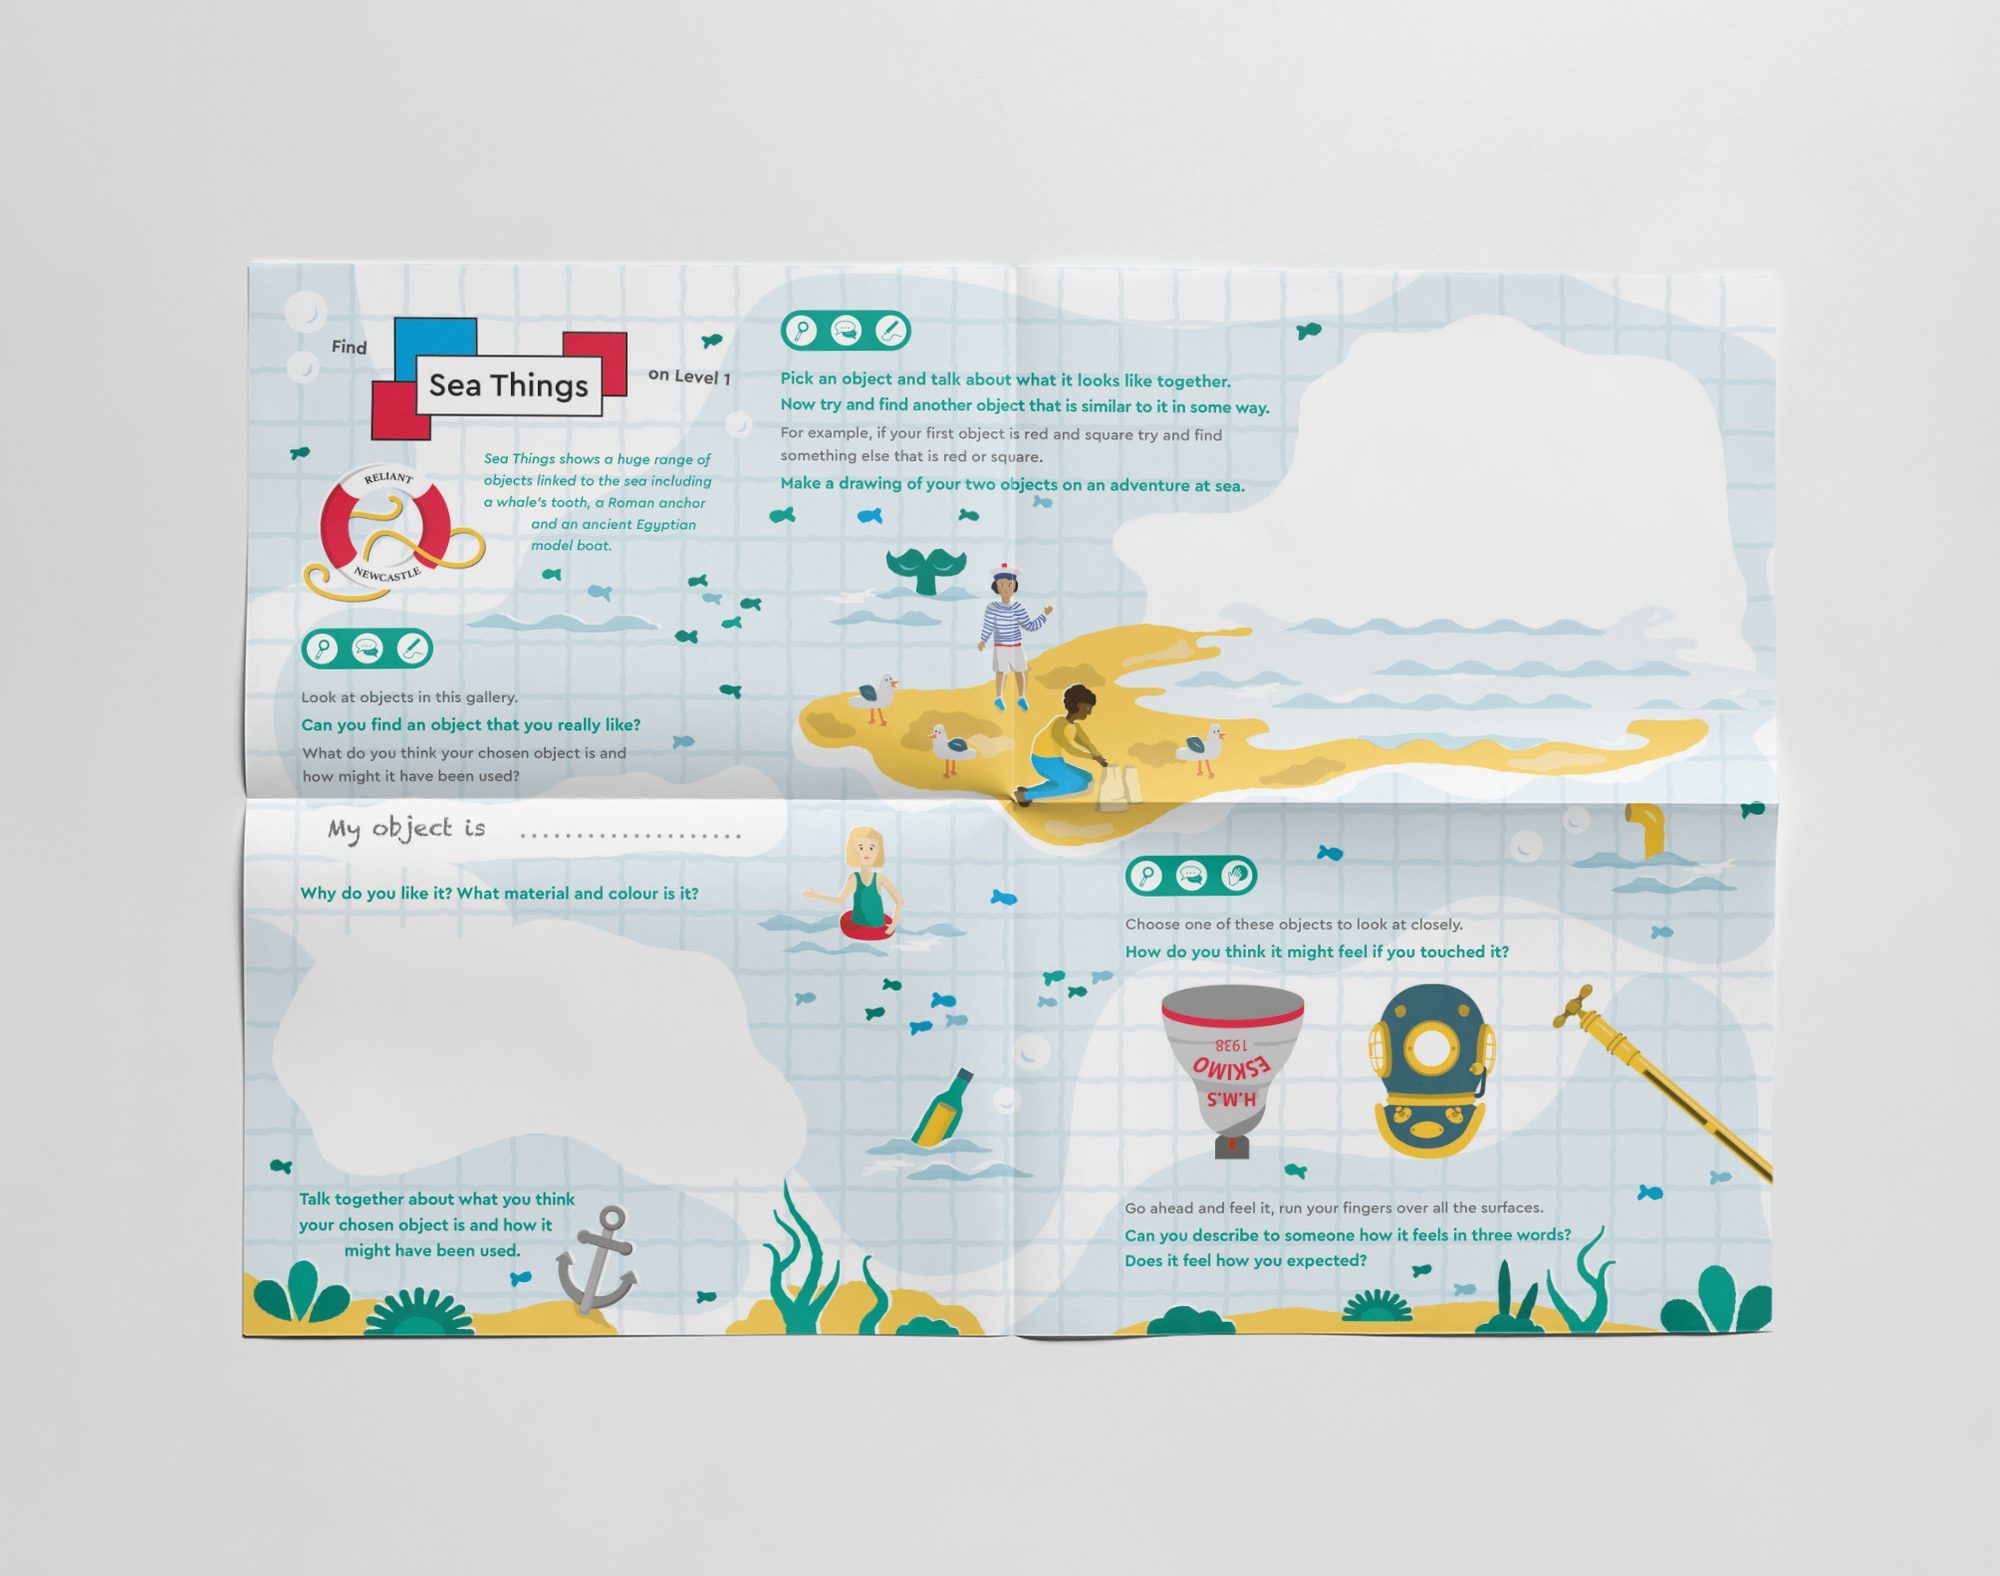 Find
Sea Things
on Level 1
RELIANT
NEWCASTLE
Sea Things shows a huge range of
objects linked to the sea including
a whale's tooth, a Roman anchor
and an ancient Egyptian
model boat.
Look at objects in this gallery.
Can you find an object that you really like?
What do you think your chosen object is and
how might it have been used?
My object is ....................
Why do you like it? What material and colour is it?
Talk together about what you think
your chosen object is and how it
might have been used.
Pick an object and talk about what it looks like together.
Now try and find another object that is similar to it in some way.
For example, if your first object is red and square try and find
something else that is red or square.
Make a drawing of your two objects on an adventure at sea.
Choose one of these objects to look at closely.
How do you think it might feel if you touched it?
H.M.S
ESKIMO
1938
Go ahead and feel it, run your fingers over all the surfaces.
Can you describe to someone how it feels in three words?
Does it feel how you expected?